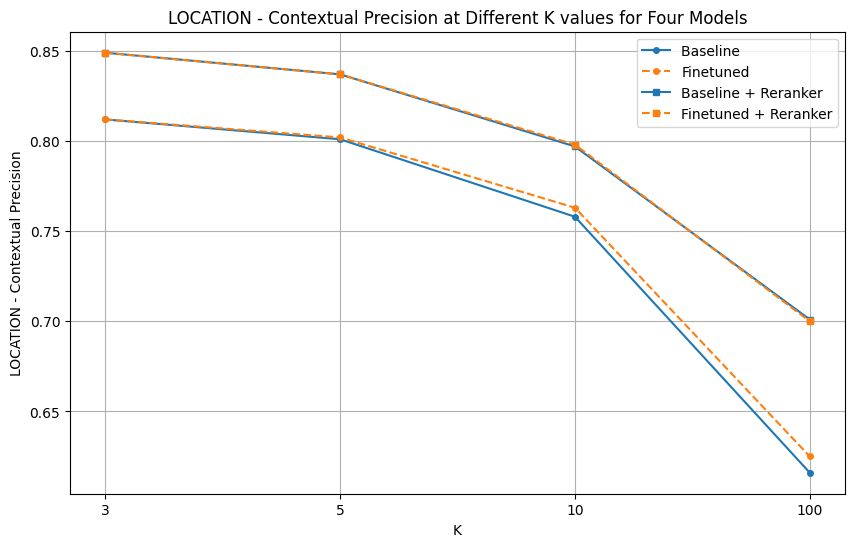 LOCATION - Contextual Precision at Different K values for Four Models
Baseline
Finetuned
Baseline + Reranker
Finetuned + Reranker
LOCATION - Contextual Precision
0.85
0.80
0.75
0.70
0.65
3 5 10 100
K